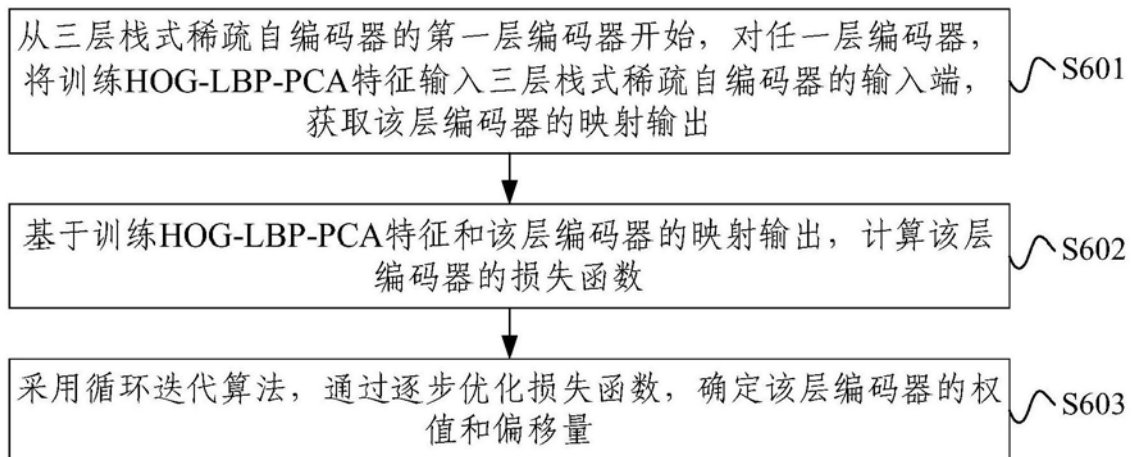 从三层栈式稀疏自编码器的第一层编码器开始，对任一层编码器，
将训练HOG-LBP-PCA特征输入三层栈式稀疏自编码器的输入端，
获取该层编码器的映射输出
S601
基于训练HOG-LBP-PCA特征和该层编码器的映射输出，计算该层
编码器的损失函数
S602
采用循环迭代算法，通过逐步优化损失函数，确定该层编码器的权
值和偏移量
S603